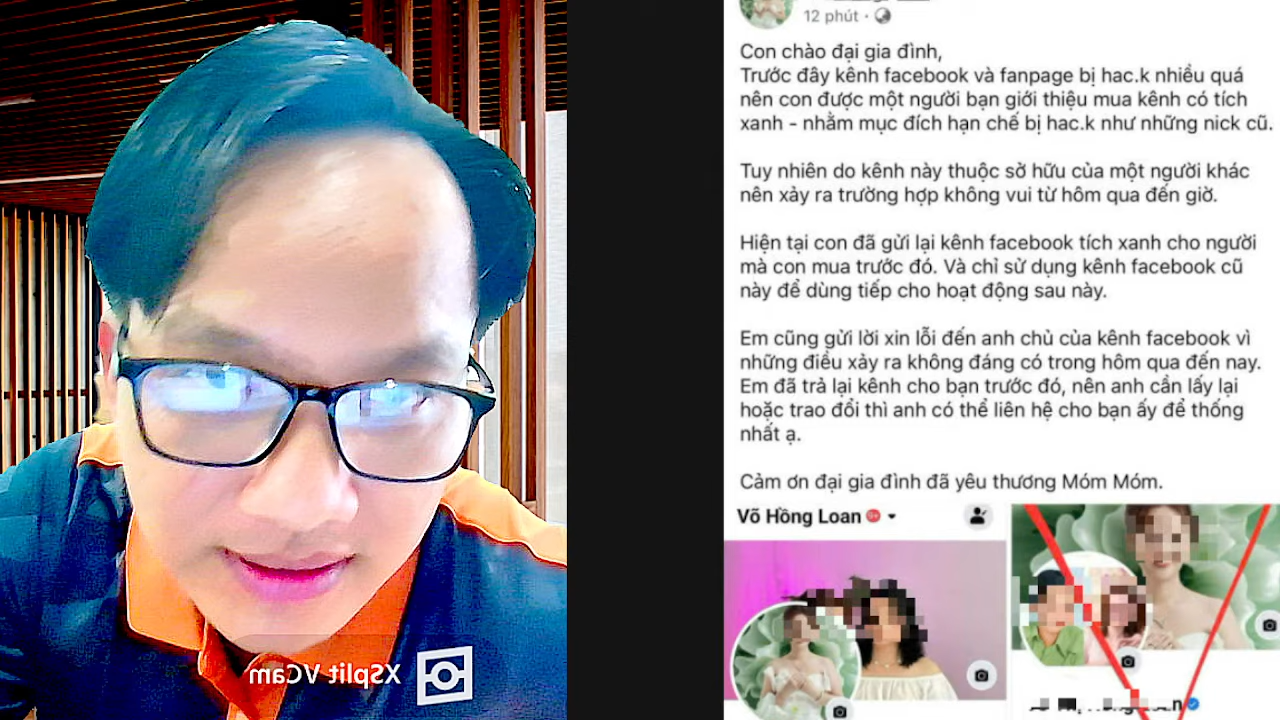 12 phút ·
Con chào đại gia đình,
Trước đây kênh facebook và fanpage bị hac.k nhiều quá
nên con được một người bạn giới thiệu mua kênh có tích
xanh - nhằm mục đích hạn chế bị hac.k như những nick cũ.
Tuy nhiên do kênh này thuộc sở hữu của một người khác
nên xảy ra trường hợp không vui từ hôm qua đến giờ.
Hiện tại con đã gửi lại kênh facebook tích xanh cho người
mà con mua trước đó. Và chỉ sử dụng kênh facebook cũ
này để dùng tiếp cho hoạt động sau này.
Em cũng gửi lời xin lỗi đến anh chủ của kênh facebook vì
những điều xảy ra không đáng có trong hôm qua đến nay.
Em đã trả lại kênh cho bạn trước đó, nên anh cần lấy lại
hoặc trao đổi thì anh có thể liên hệ cho bạn ấy để thống
nhất ạ.
Cảm ơn đại gia đình đã yêu thương Móm Móm.
Võ Hồng Loan 9+
XSplit VCam